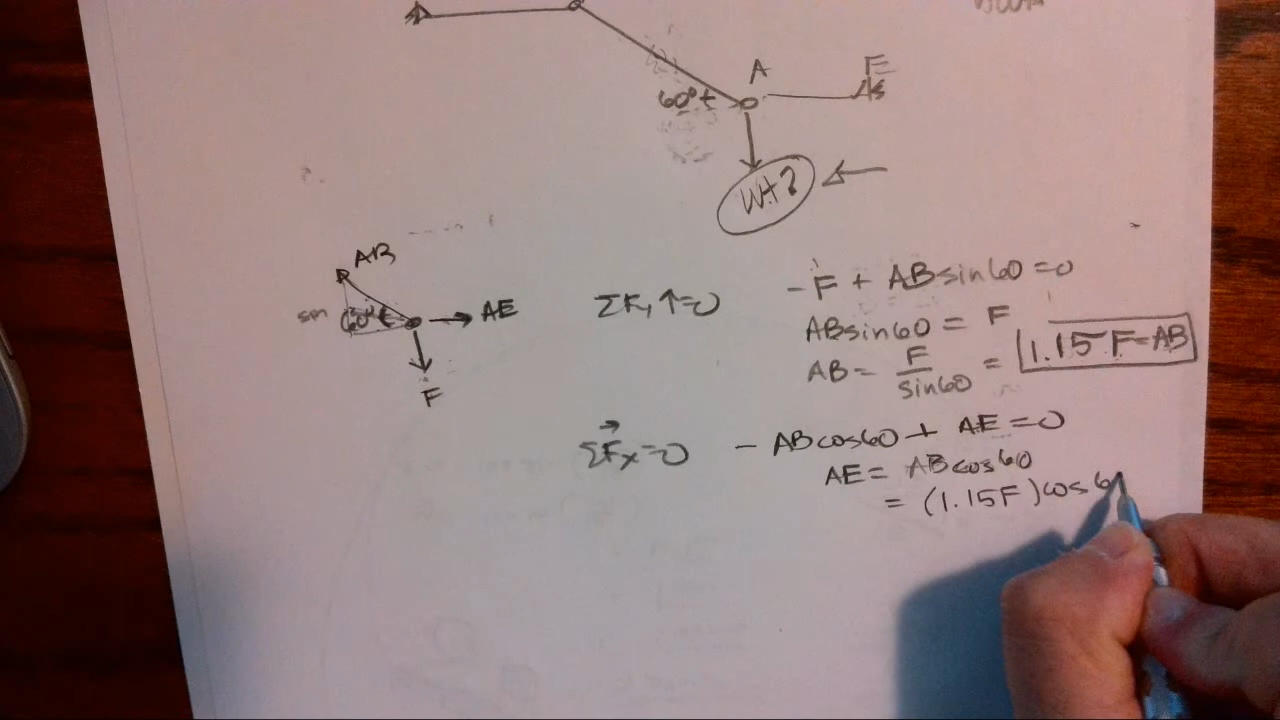 A
E
60°
Wt?
AB
AE
sin 60°
F
ΣFy ↑=0
-F + ABsin60 = 0
ABsin60 = F
AB = F/sin60 = 1.15F=AB
ΣFx=0
- ABcos60 + AE = 0
AE = ABcos60
= (1.15F)cos6